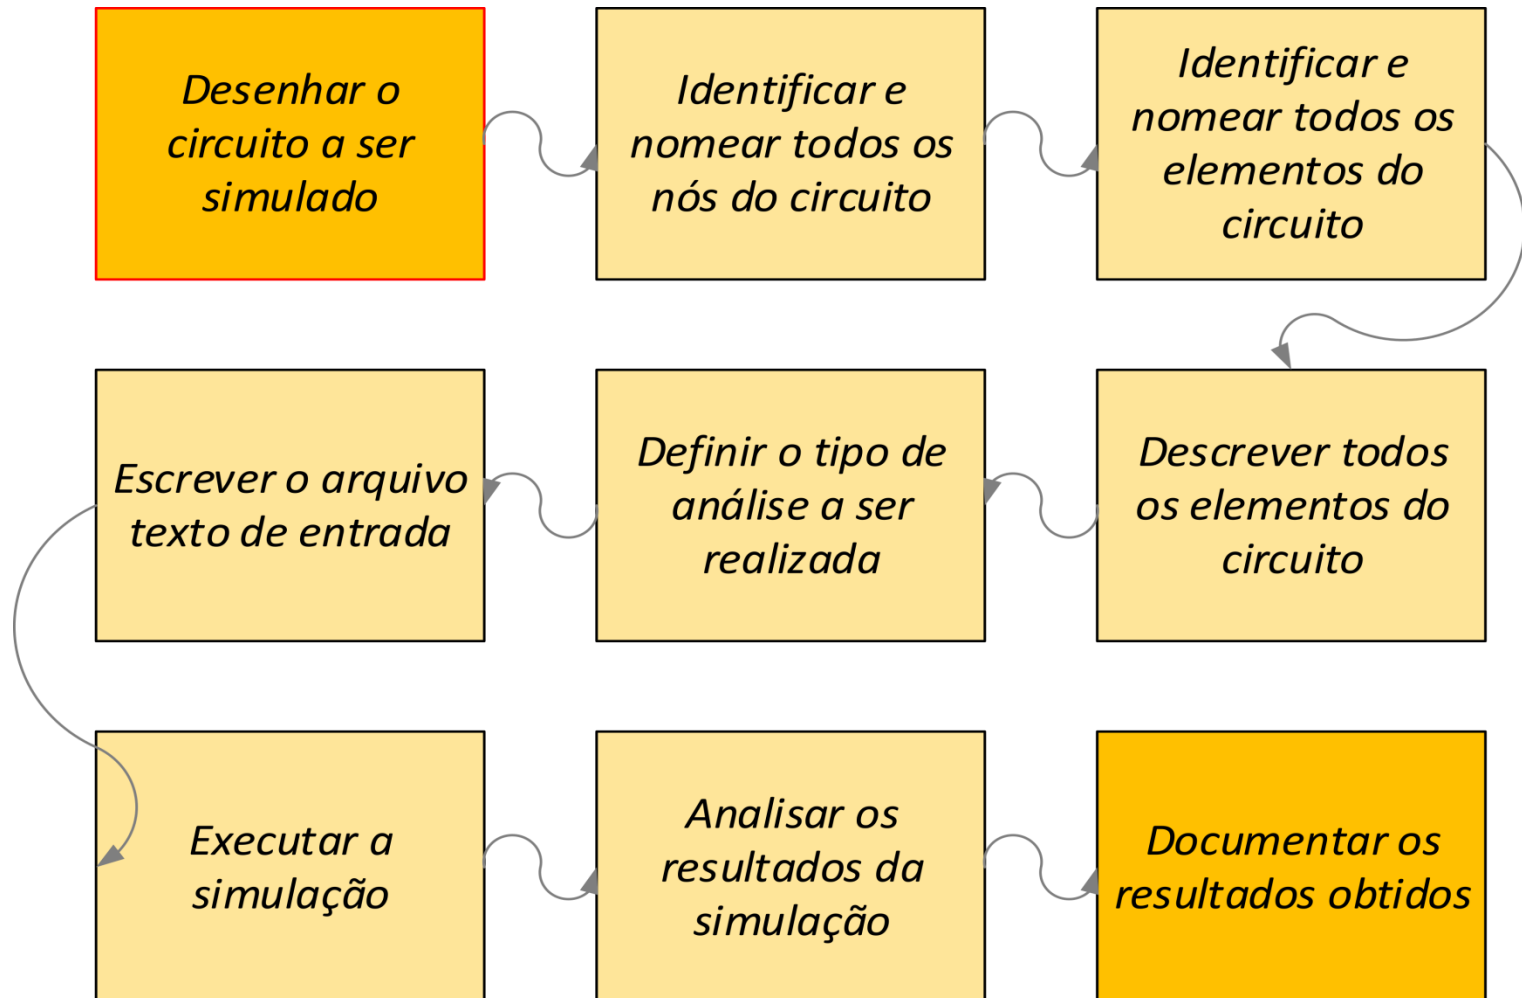 Desenhar o
circuito a ser
simulado
Identificar e
nomear todos os
nós do circuito
Identificar e
nomear todos os
elementos do
circuito
Descrever todos
os elementos do
circuito
Definir o tipo de
análise a ser
realizada
Escrever o arquivo
texto de entrada
Executar a
simulação
Analisar os
resultados da
simulação
Documentar os
resultados obtidos